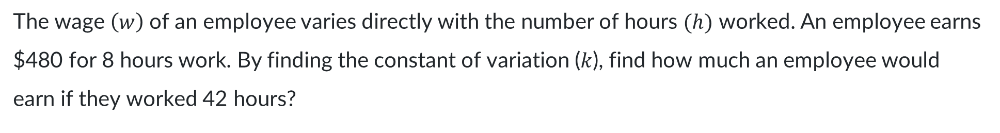 The wage (w) of an employee varies directly with the number of hours (h) worked. An employee earns
$480 for 8 hours work. By finding the constant of variation (k), find how much an employee would
earn if they worked 42 hours?